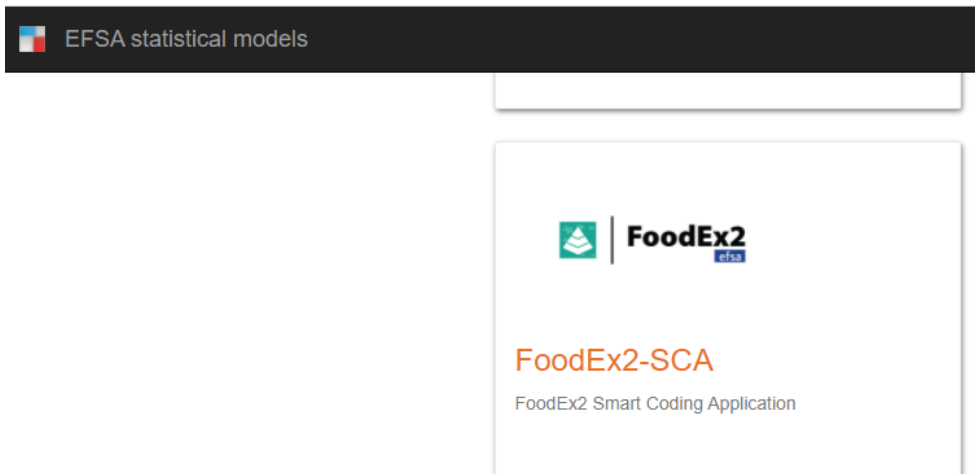 EFSA statistical models
FoodEx2
efsa
FoodEx2-SCA
FoodEx2 Smart Coding Application